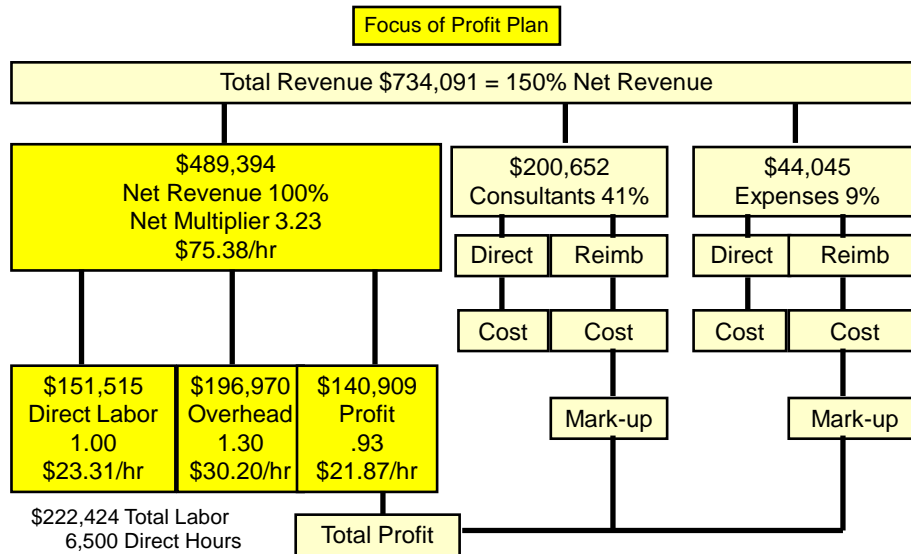 Focus of Profit Plan
Total Revenue $734,091 = 150% Net Revenue
$489,394
Net Revenue 100%
Net Multiplier 3.23
$75.38/hr
$200,652
Consultants 41%
$44,045
Expenses 9%
Direct
Reimb
Direct
Reimb
Cost
Cost
Cost
Cost
$151,515
Direct Labor
1.00
$23.31/hr
$196,970
Overhead
1.30
$30.20/hr
$140,909
Profit
.93
$21.87/hr
Mark-up
Mark-up
$222,424 Total Labor
6,500 Direct Hours
Total Profit